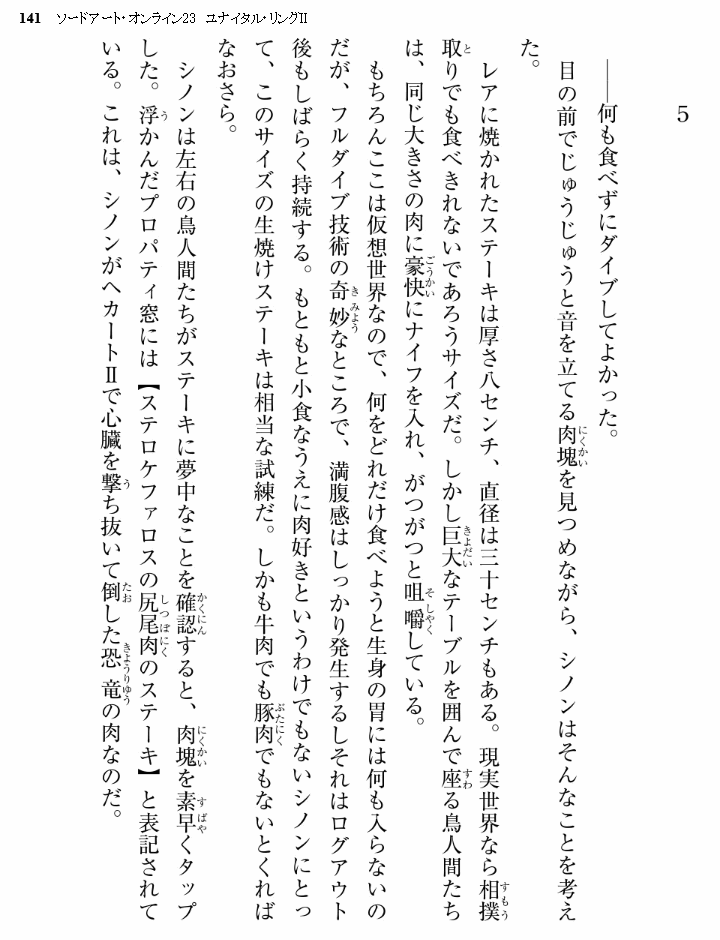 141 ソードアート・オンライン23 ユナイタル・リングⅡ
5
――何も食べずにダイブしてよかった。
目の前でじゅうじゅうと音を立てる肉塊を見つめながら、シノンはそんなことを考え
た。
レアに焼かれたステーキは厚さ八センチ、直径は三十センチもある。現実世界なら相撲
取りでも食べきれないであろうサイズだ。しかし巨大なテーブルを囲んで座る鳥人間たち
は、同じ大きさの肉に豪快にナイフを入れ、がつがつと咀嚼している。
もちろんここは仮想世界なので、何をどれだけ食べようと生身の胃には何も入らないの
だが、フルダイブ技術の奇妙なところで、満腹感はしっかり発生するしそれはログアウト
後もしばらく持続する。もともと小食なうえに肉好きというわけでもないシノンにとっ
て、このサイズの生焼けステーキは相当な試練だ。しかも牛肉でも豚肉でもないとくれば
なおさら。
シノンは左右の鳥人間たちがステーキに夢中なことを確認すると、肉塊を素早くタップ
した。浮かんだプロパティ窓には【ステロケファロスの尻尾肉のステーキ】と表記されて
いる。これは、シノンがヘカートⅡで心臓を撃ち抜いて倒した恐竜の肉なのだ。